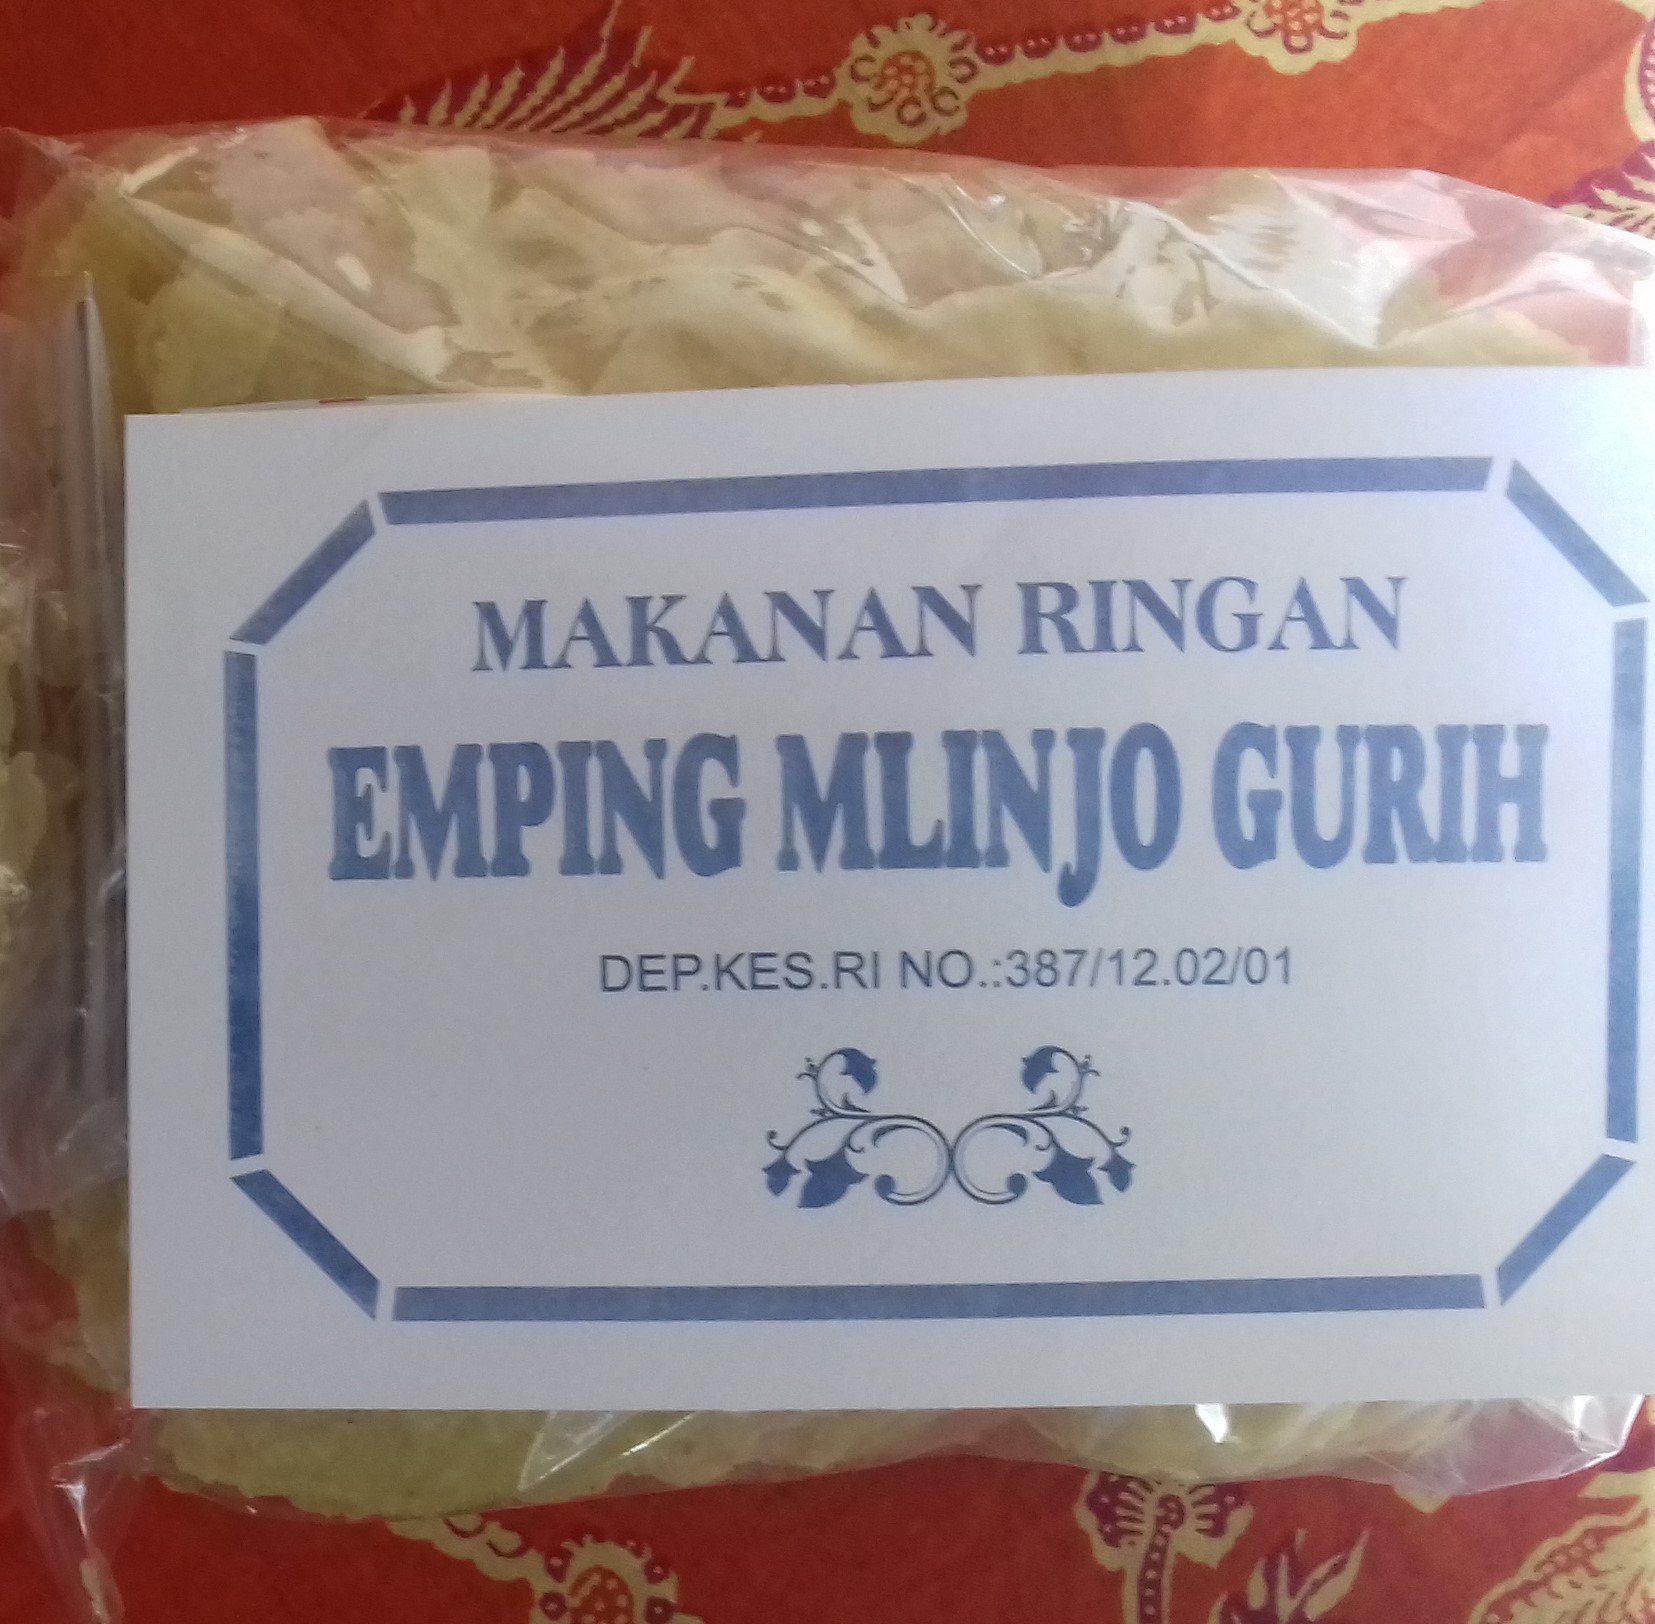 MAKANAN RINGAN
EMPING MLINJO GURIH
DEP.KES.RI NO.:387/12.02/01